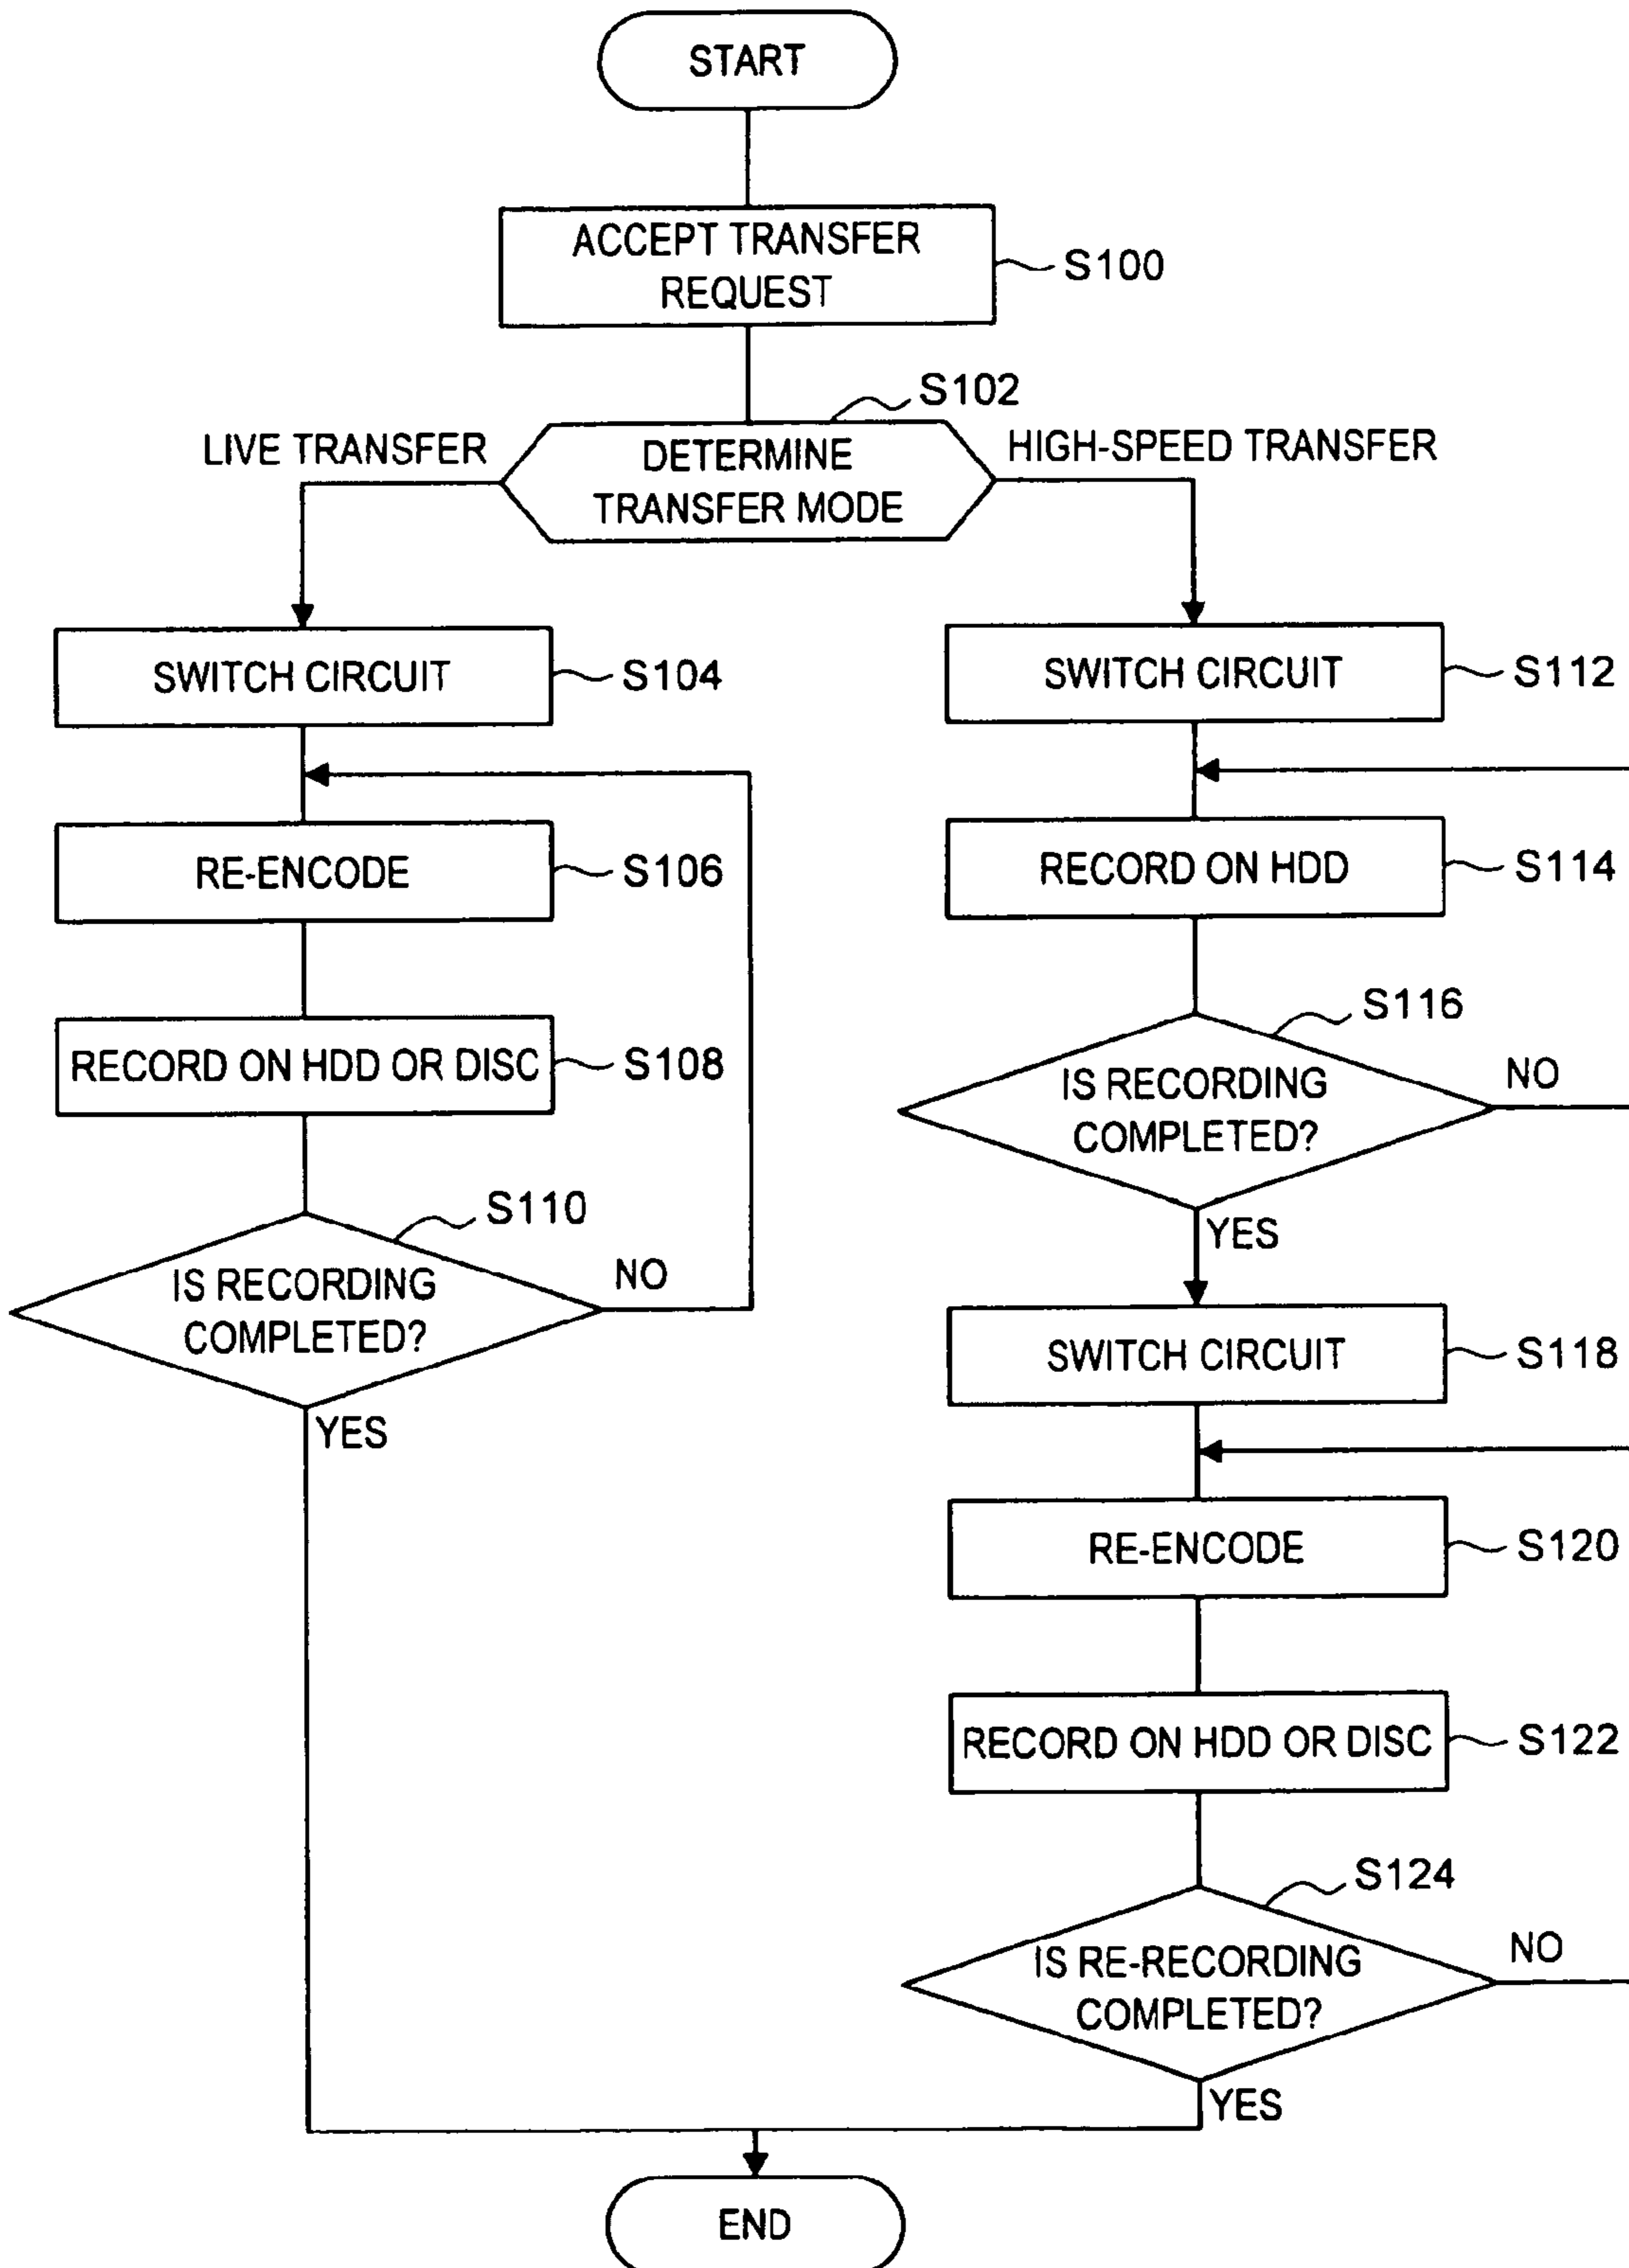 START
ACCEPT TRANSFER
REQUEST
S100
S102
LIVE TRANSFER
DETERMINE
TRANSFER MODE
HIGH-SPEED TRANSFER
SWITCH CIRCUIT
S104
RE-ENCODE
S106
RECORD ON HDD OR DISC
S108
S110
IS RECORDING
COMPLETED?
NO
YES
SWITCH CIRCUIT
S112
RECORD ON HDD
S114
S116
IS RECORDING
COMPLETED?
NO
YES
SWITCH CIRCUIT
S118
RE-ENCODE
S120
RECORD ON HDD OR DISC
S122
S124
IS RE-RECORDING
COMPLETED?
NO
YES
END